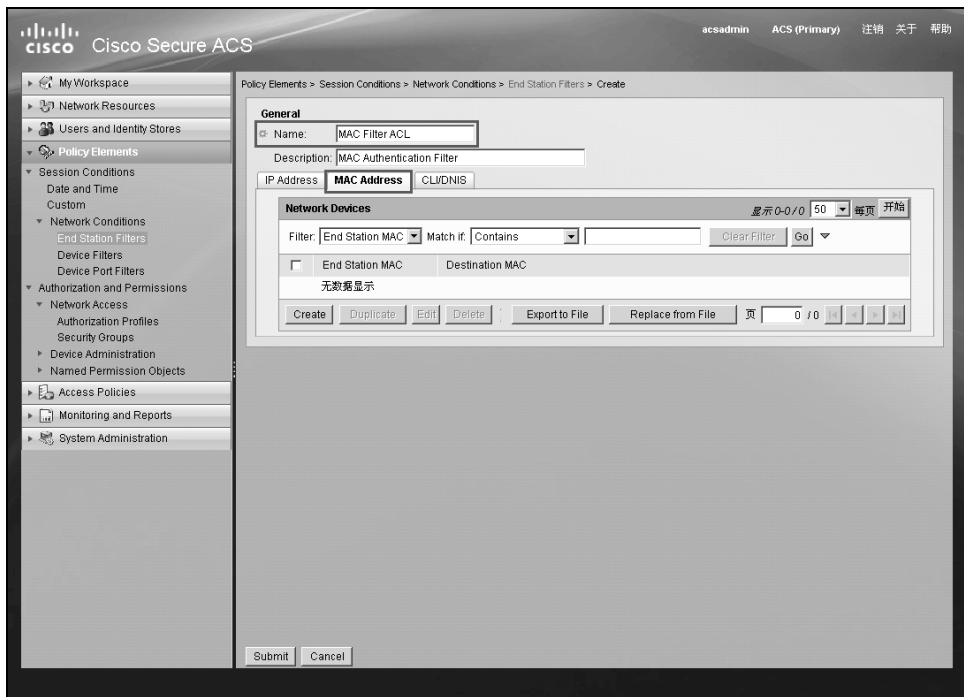 cisco Cisco Secure ACS
acsadmin ACS (Primary) 注销 关于 帮助
My Workspace
Network Resources
Users and Identity Stores
Policy Elements
Session Conditions
Date and Time
Custom
Network Conditions
End Station Filters
Device Filters
Device Port Filters
Authorization and Permissions
Network Access
Authorization Profiles
Security Groups
Device Administration
Named Permission Objects
Access Policies
Monitoring and Reports
System Administration
Policy Elements > Session Conditions > Network Conditions > End Station Filters > Create
General
Name: MAC Filter ACL
Description: MAC Authentication Filter
IP Address MAC Address CLI/DNIS
Network Devices 显示 0-0 / 0 50 每页 开始
Filter: End Station MAC Match if: Contains Clear Filter Go
End Station MAC Destination MAC
无数据显示
Create Duplicate Edit Delete Export to File Replace from File 页 0 / 0
Submit Cancel